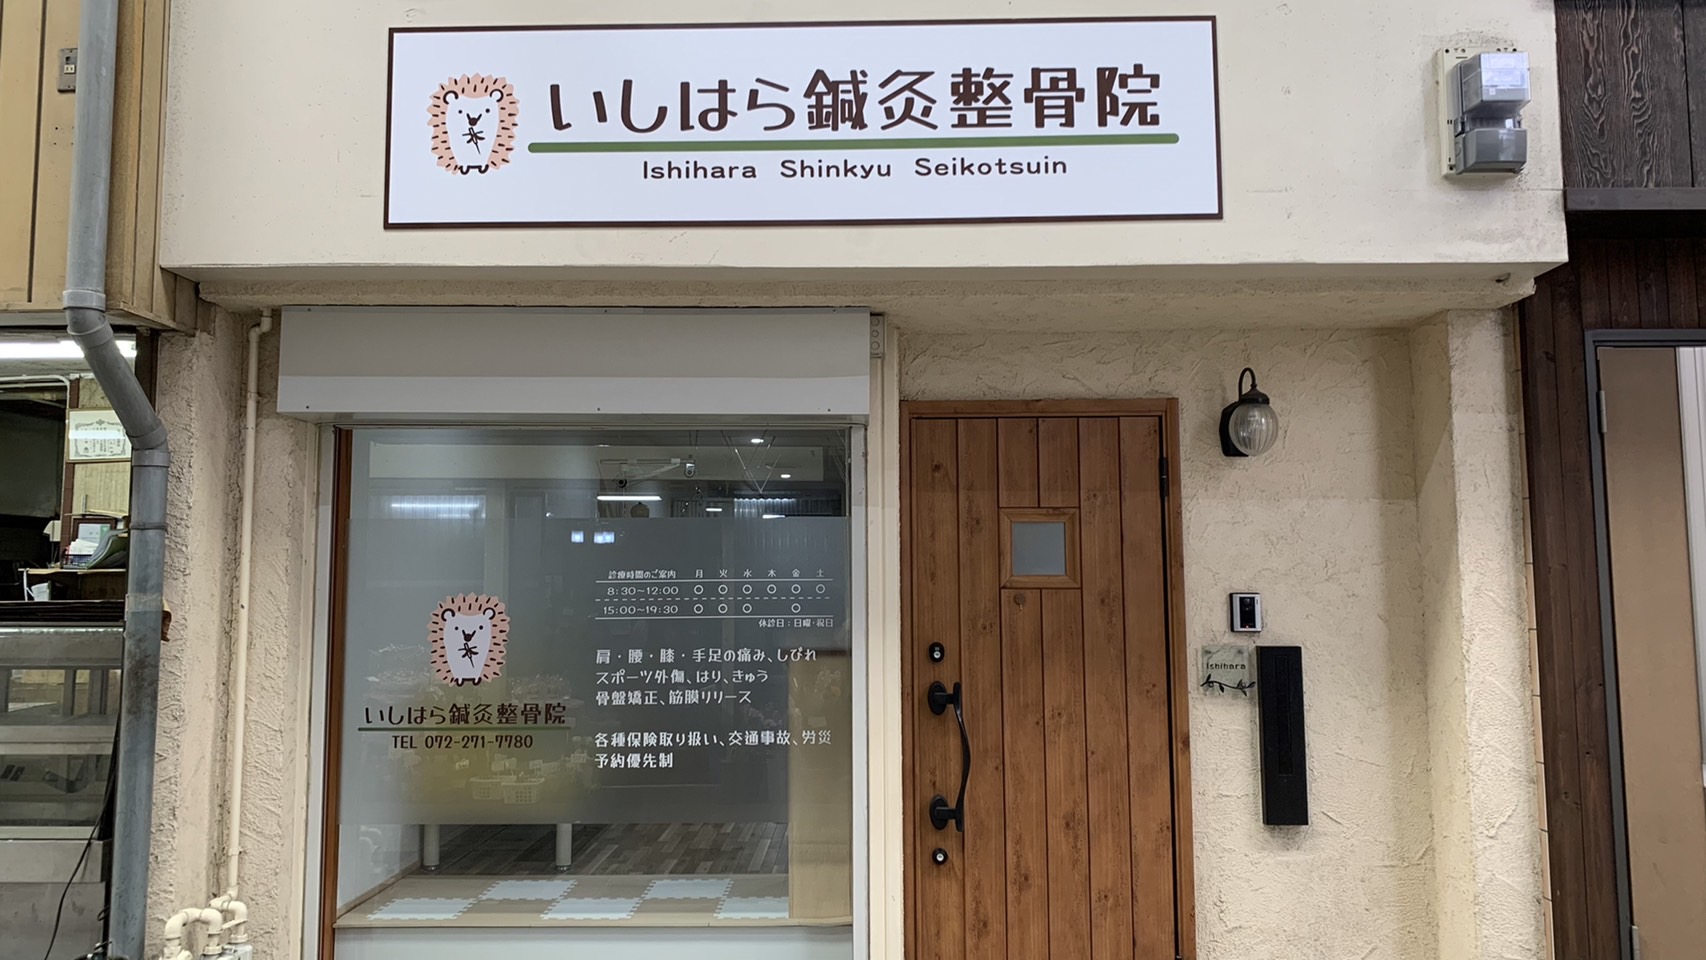 いしはら鍼灸整骨院
Ishihara Shinkyu Seikotsuin
診療時間のご案内 月 火 水 木 金 土
8:30～12:00 ○ ○ ○ ○ ○ ○
15:00～19:30 ○ ○ ○ ○
休診日：日曜・祝日
肩・腰・膝・手足の痛み、しびれ
スポーツ外傷、はり、きゅう
骨盤矯正、筋膜リリース
各種保険取り扱い、交通事故、労災
予約優先制
いしはら鍼灸整骨院
TEL 072-271-7780
Ishihara